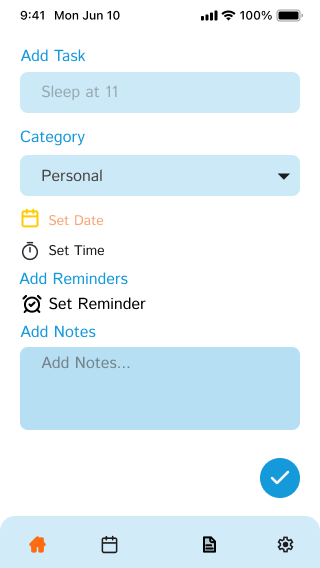 9:41 Mon Jun 10 100%
Add Task
Sleep at 11
Category
Personal
Set Date
Set Time
Add Reminders
Set Reminder
Add Notes
Add Notes...